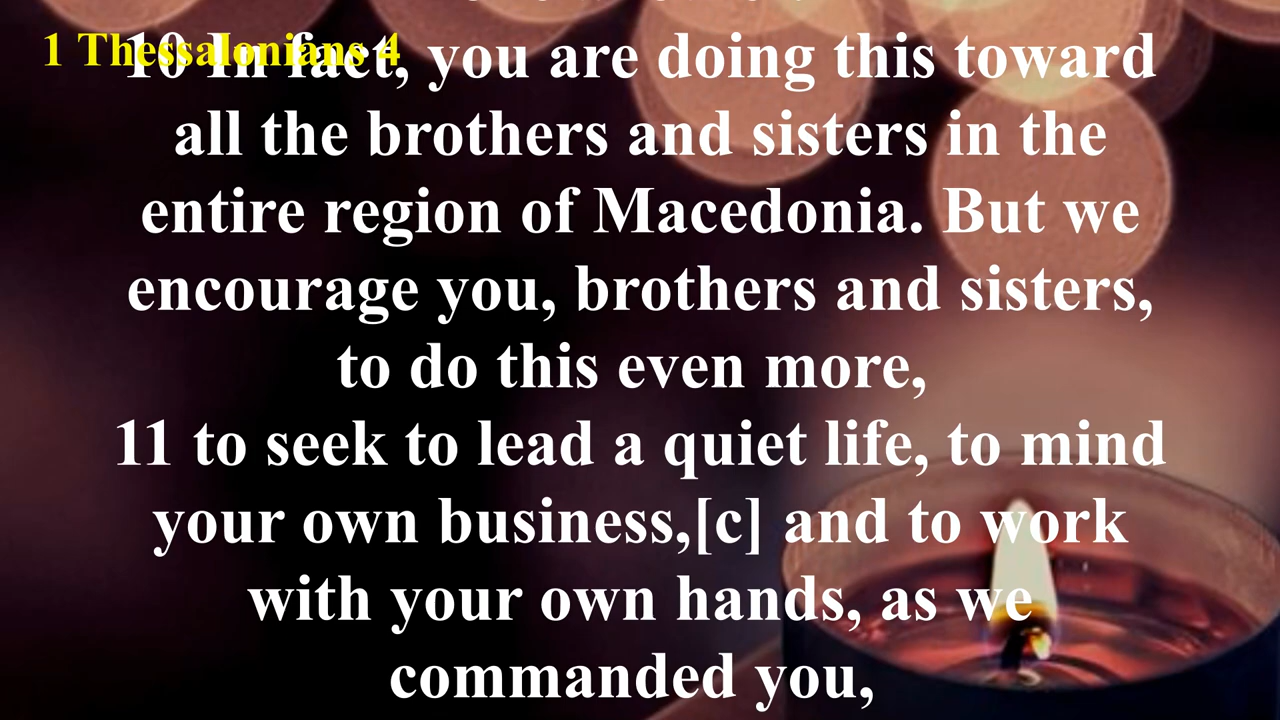 1 Thessalonians 4
10 In fact, you are doing this toward
all the brothers and sisters in the
entire region of Macedonia. But we
encourage you, brothers and sisters,
to do this even more,
11 to seek to lead a quiet life, to mind
your own business,[c] and to work
with your own hands, as we
commanded you,